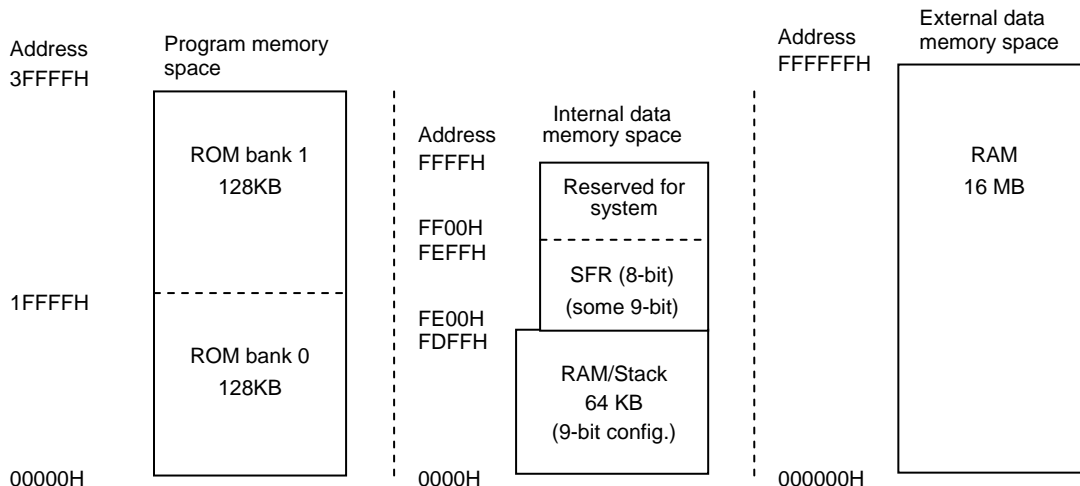 Address
3FFFFH
Program memory
space
ROM bank 1
128KB
1FFFFH
ROM bank 0
128KB
00000H
Address
FFFFH
Internal data
memory space
Reserved for
system
FF00H
FEFFH
SFR (8-bit)
(some 9-bit)
FE00H
FDFFH
RAM/Stack
64 KB
(9-bit config.)
0000H
Address
FFFFFFH
External data
memory space
RAM
16 MB
000000H